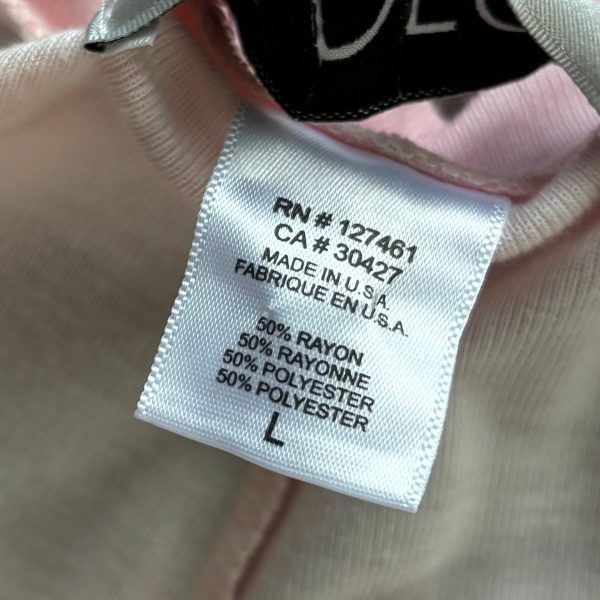 RN # 127461
CA # 30427
MADE IN U.S.A.
FABRIQUE EN U.S.A.
50% RAYON
50% RAYONNE
50% POLYESTER
50% POLYESTER
L